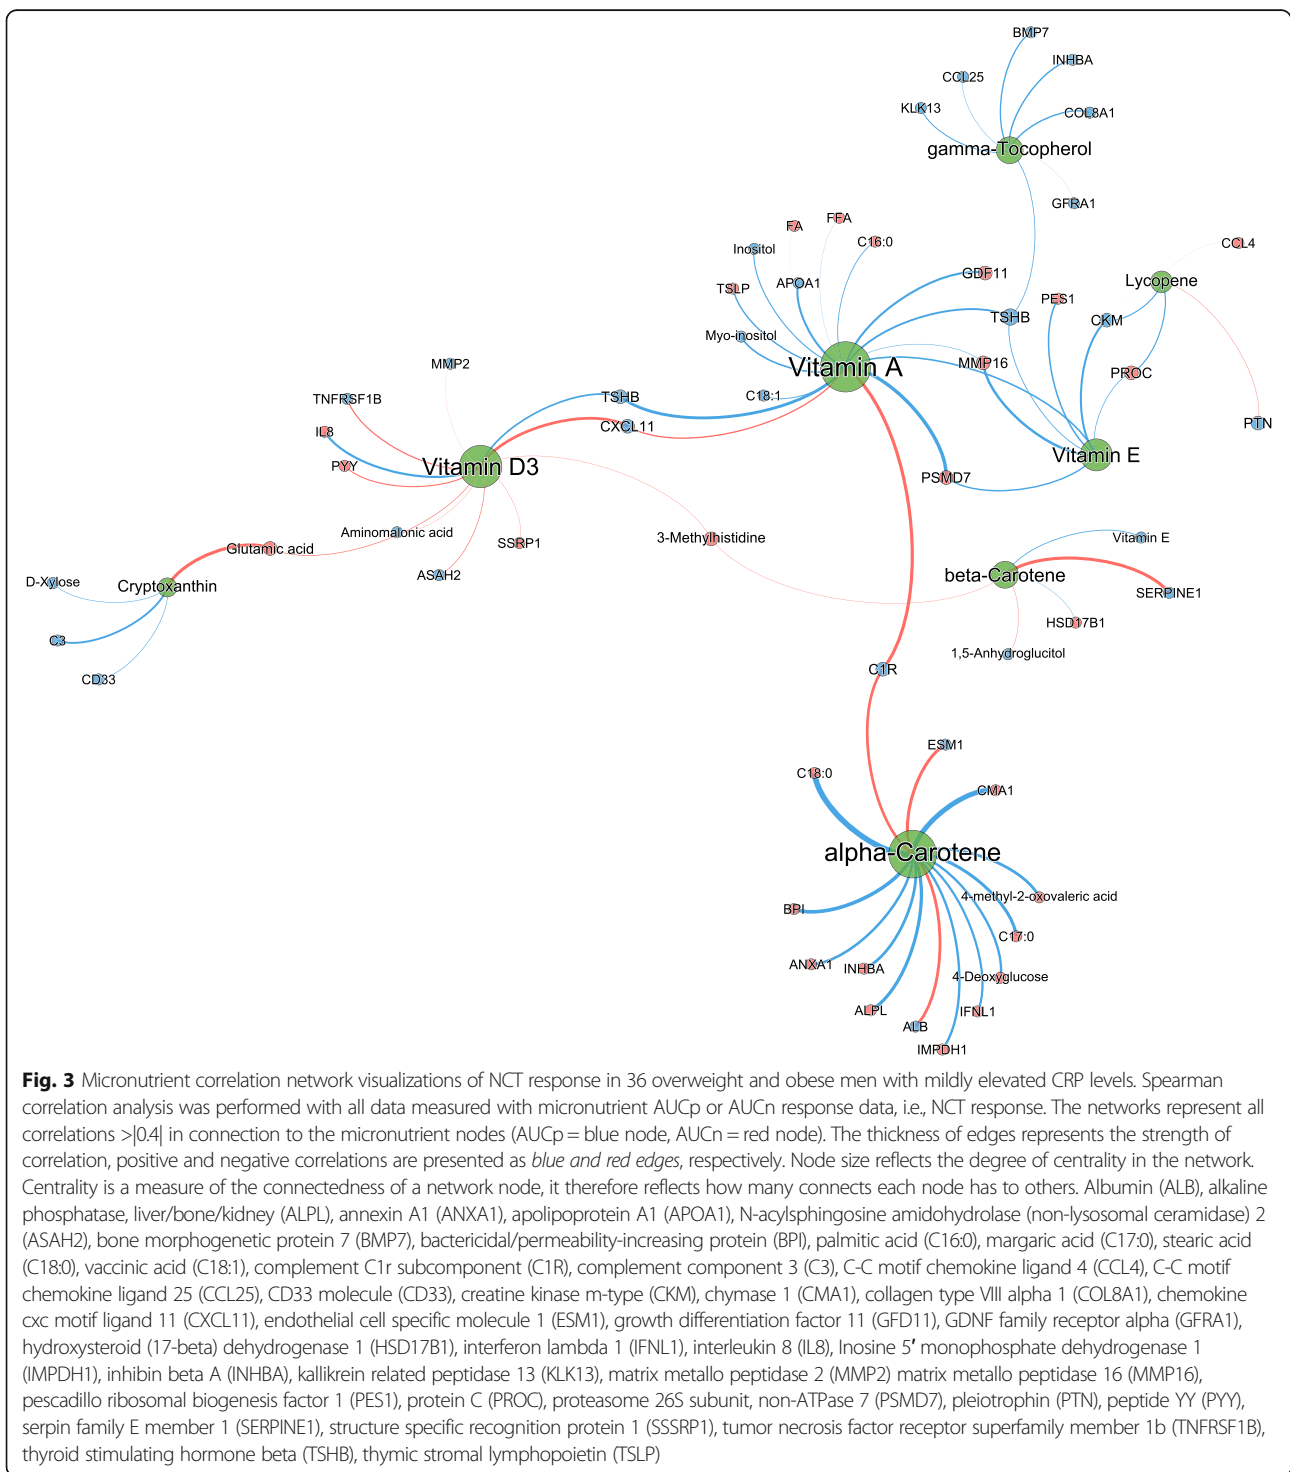 BMP7
INHBA
CCL25
KLK13
COL8A1
gamma-Tocopherol
GFRA1
FA
FFA
C16:0
Inositol
CCL4
GDF11
Lycopene
TSLP
APOA1
PES1
TSHB
CKM
Myo-inositol
MMP2
Vitamin A
MMP16
PROC
TNFRSF1B
TSHB
C18:1
CXCL11
PTN
IL8
Vitamin D3
PYY
Vitamin E
PSMD7
Aminomalonic acid
SSRP1
3-Methylhistidine
Vitamin E
Glutamic acid
ASAH2
beta-Carotene
D-Xylose
Cryptoxanthin
SERPINE1
HSD17B1
C3
1,5-Anhydroglucitol
CD33
C1R
ESM1
C18:0
CMA1
alpha-Carotene
4-methyl-2-oxovaleric acid
BPI
C17:0
ANXA1
INHBA
4-Deoxyglucose
ALPL
IFNL1
ALB
IMPDH1
Fig. 3 Micronutrient correlation network visualizations of NCT response in 36 overweight and obese men with mildly elevated CRP levels. Spearman
correlation analysis was performed with all data measured with micronutrient AUCp or AUCn response data, i.e., NCT response. The networks represent all
correlations >|0.4| in connection to the micronutrient nodes (AUCp = blue node, AUCn = red node). The thickness of edges represents the strength of
correlation, positive and negative correlations are presented as blue and red edges, respectively. Node size reflects the degree of centrality in the network.
Centrality is a measure of the connectedness of a network node, it therefore reflects how many connects each node has to others. Albumin (ALB), alkaline
phosphatase, liver/bone/kidney (ALPL), annexin A1 (ANXA1), apolipoprotein A1 (APOA1), N-acylsphingosine amidohydrolase (non-lysosomal ceramidase) 2
(ASAH2), bone morphogenetic protein 7 (BMP7), bactericidal/permeability-increasing protein (BPI), palmitic acid (C16:0), margaric acid (C17:0), stearic acid
(C18:0), vaccinic acid (C18:1), complement C1r subcomponent (C1R), complement component 3 (C3), C-C motif chemokine ligand 4 (CCL4), C-C motif
chemokine ligand 25 (CCL25), CD33 molecule (CD33), creatine kinase m-type (CKM), chymase 1 (CMA1), collagen type VIII alpha 1 (COL8A1), chemokine
cxc motif ligand 11 (CXCL11), endothelial cell specific molecule 1 (ESM1), growth differentiation factor 11 (GFD11), GDNF family receptor alpha (GFRA1),
hydroxysteroid (17-beta) dehydrogenase 1 (HSD17B1), interferon lambda 1 (IFNL1), interleukin 8 (IL8), Inosine 5′ monophosphate dehydrogenase 1
(IMPDH1), inhibin beta A (INHBA), kallikrein related peptidase 13 (KLK13), matrix metallo peptidase 2 (MMP2) matrix metallo peptidase 16 (MMP16),
pescadillo ribosomal biogenesis factor 1 (PES1), protein C (PROC), proteasome 26S subunit, non-ATPase 7 (PSMD7), pleiotrophin (PTN), peptide YY (PYY),
serpin family E member 1 (SERPINE1), structure specific recognition protein 1 (SSSRP1), tumor necrosis factor receptor superfamily member 1b (TNFRSF1B),
thyroid stimulating hormone beta (TSHB), thymic stromal lymphopoietin (TSLP)